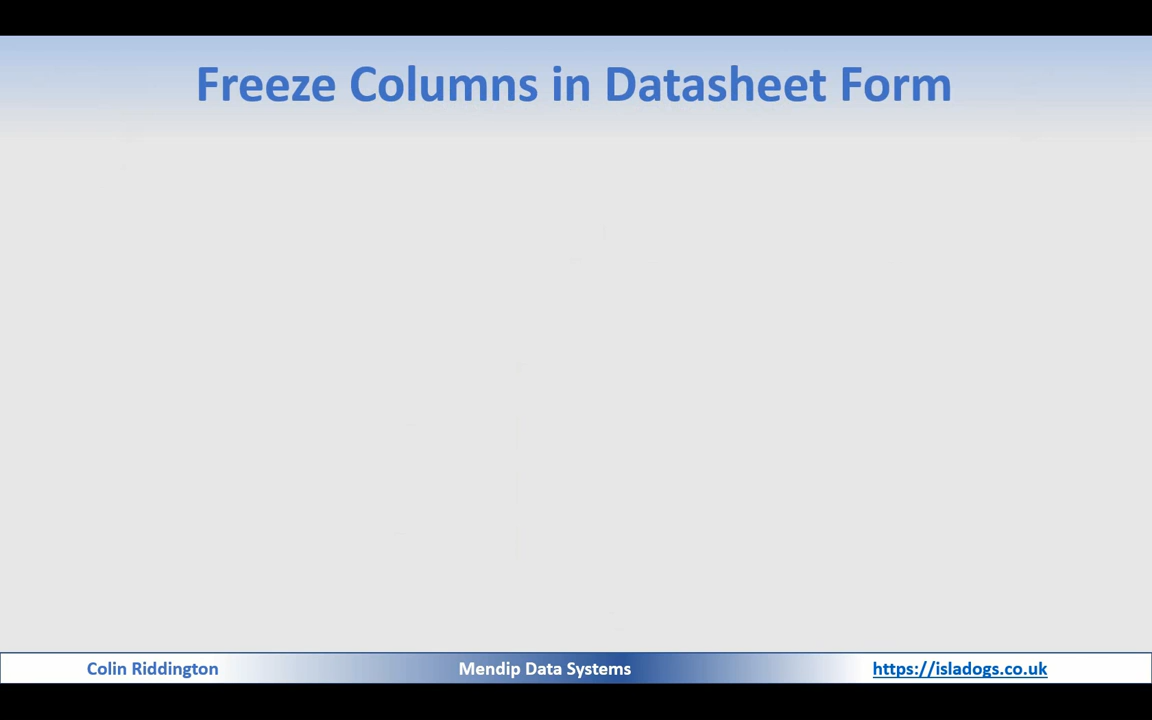 Freeze Columns in Datasheet Form
Colin Riddington
Mendip Data Systems
https://isladogs.co.uk